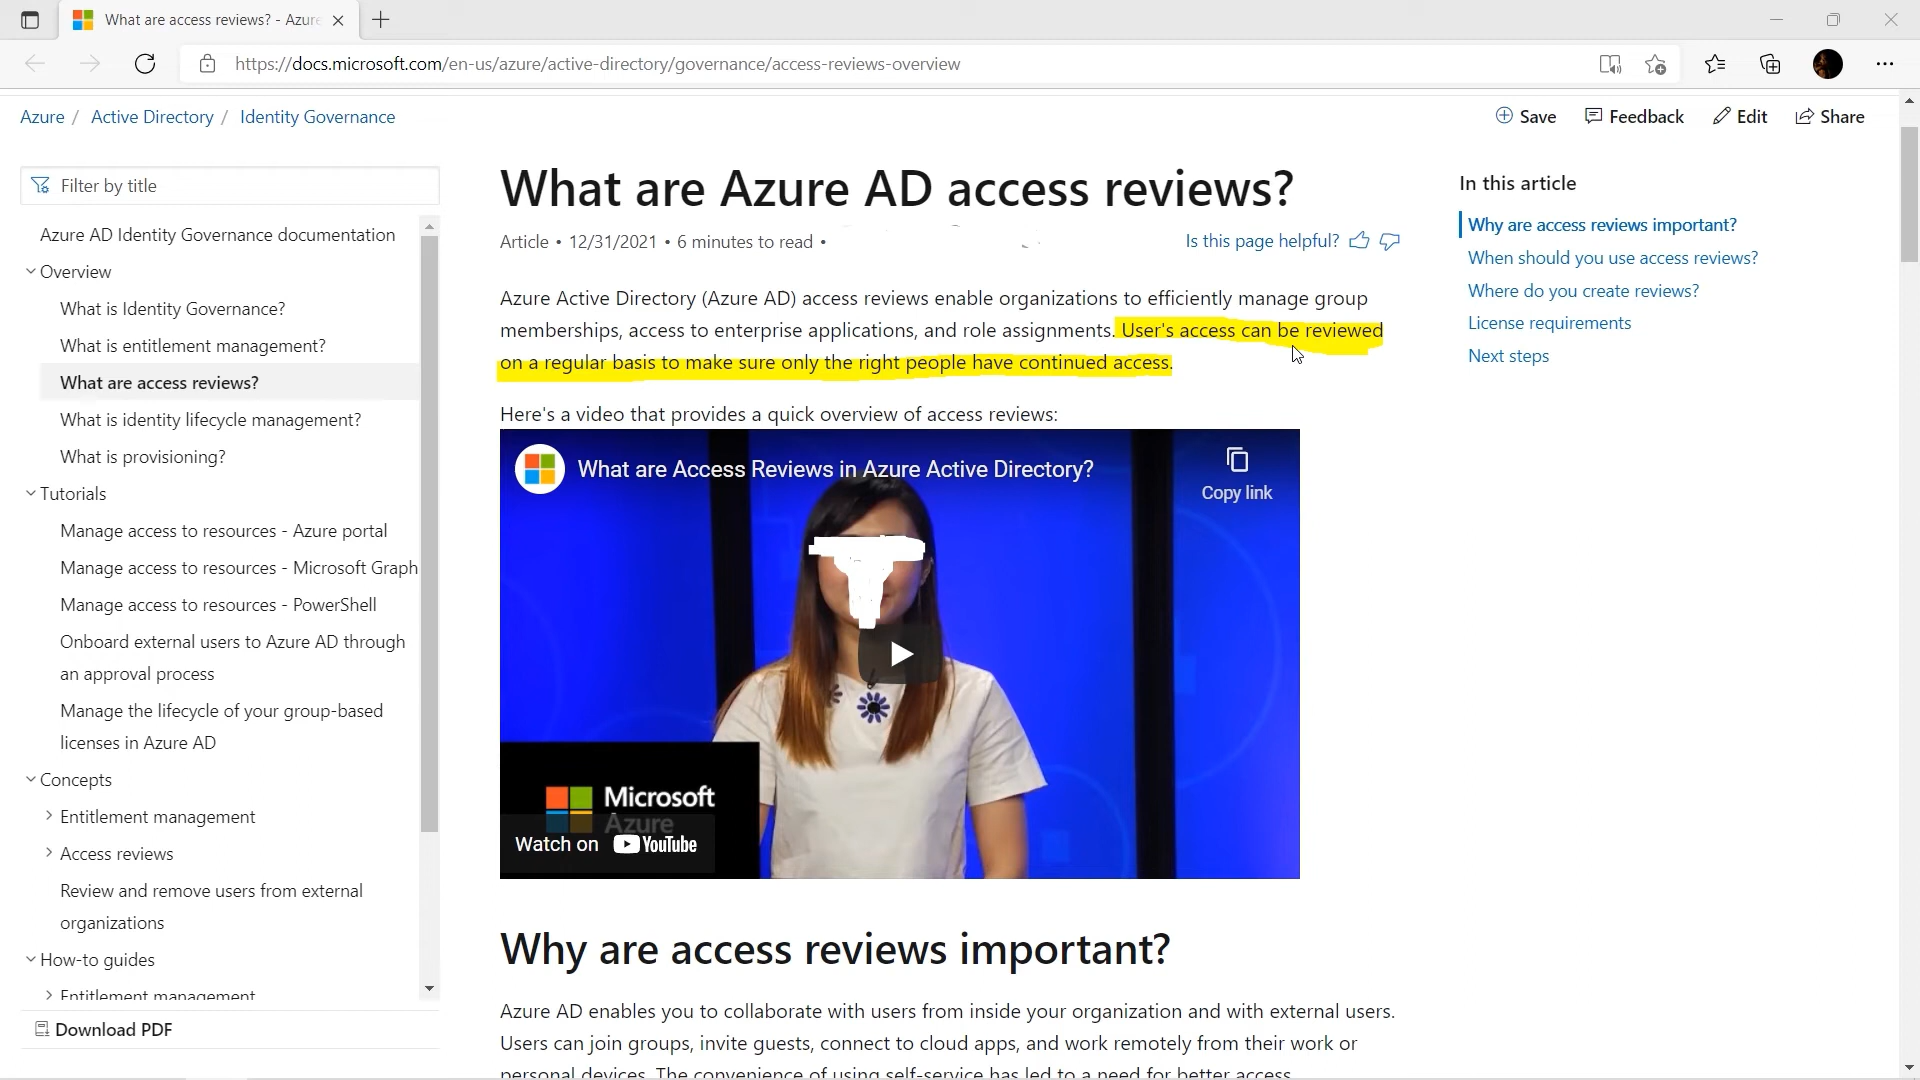 What are access reviews? - Azure
https://docs.microsoft.com/en-us/azure/active-directory/governance/access-reviews-overview
Azure / Active Directory / Identity Governance
Save Feedback Edit Share
Filter by title
Azure AD Identity Governance documentation
Overview
What is Identity Governance?
What is entitlement management?
What are access reviews?
What is identity lifecycle management?
What is provisioning?
Tutorials
Manage access to resources - Azure portal
Manage access to resources - Microsoft Graph
Manage access to resources - PowerShell
Onboard external users to Azure AD through
an approval process
Manage the lifecycle of your group-based
licenses in Azure AD
Concepts
Entitlement management
Access reviews
Review and remove users from external
organizations
How-to guides
Entitlement management
Download PDF
What are Azure AD access reviews?
Article • 12/31/2021 • 6 minutes to read •
Is this page helpful?
Azure Active Directory (Azure AD) access reviews enable organizations to efficiently manage group
memberships, access to enterprise applications, and role assignments. User's access can be reviewed
on a regular basis to make sure only the right people have continued access.
Here's a video that provides a quick overview of access reviews:
What are Access Reviews in Azure Active Directory?
Copy link
Microsoft
Azure
Watch on YouTube
Why are access reviews important?
Azure AD enables you to collaborate with users from inside your organization and with external users.
Users can join groups, invite guests, connect to cloud apps, and work remotely from their work or
personal devices. The convenience of using self-service has led to a need for better access
In this article
Why are access reviews important?
When should you use access reviews?
Where do you create reviews?
License requirements
Next steps